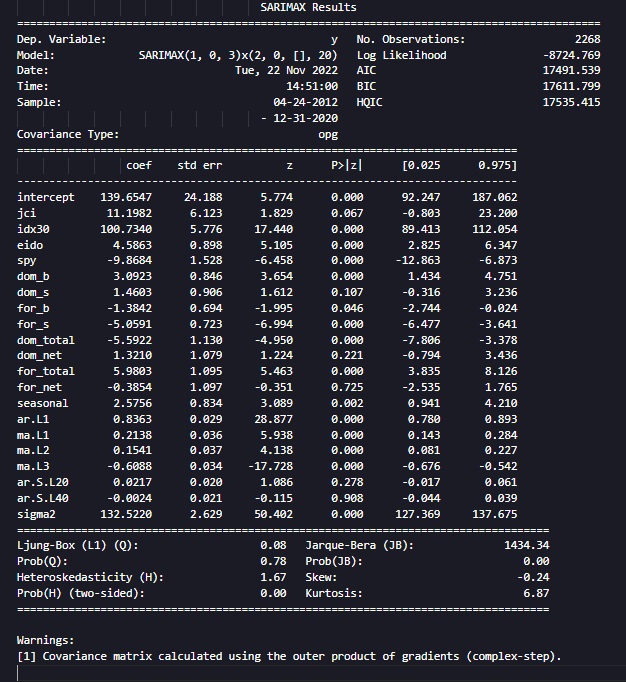 SARIMAX Results
==========================================================================================
Dep. Variable: y No. Observations: 2268
Model: SARIMAX(1, 0, 3)x(2, 0, [], 20) Log Likelihood -8724.769
Date: Tue, 22 Nov 2022 AIC 17491.539
Time: 14:51:00 BIC 17611.799
Sample: 04-24-2012 HQIC 17535.415
- 12-31-2020
Covariance Type: opg
==============================================================================
coef std err z P>|z| [0.025 0.975]
------------------------------------------------------------------------------
intercept 139.6547 24.188 5.774 0.000 92.247 187.062
jci 11.1982 6.123 1.829 0.067 -0.803 23.200
idx30 100.7340 5.776 17.440 0.000 89.413 112.054
eido 4.5863 0.898 5.105 0.000 2.825 6.347
spy -9.8684 1.528 -6.458 0.000 -12.863 -6.873
dom_b 3.0923 0.846 3.654 0.000 1.434 4.751
dom_s 1.4603 0.906 1.612 0.107 -0.316 3.236
for_b -1.3842 0.694 -1.995 0.046 -2.744 -0.024
for_s -5.0591 0.723 -6.994 0.000 -6.477 -3.641
dom_total -5.5922 1.130 -4.950 0.000 -7.806 -3.378
dom_net 1.3210 1.079 1.224 0.221 -0.794 3.436
for_total 5.9803 1.095 5.463 0.000 3.835 8.126
for_net -0.3854 1.097 -0.351 0.725 -2.535 1.765
seasonal 2.5756 0.834 3.089 0.002 0.941 4.210
ar.L1 0.8363 0.029 28.877 0.000 0.780 0.893
ma.L1 0.2138 0.036 5.938 0.000 0.143 0.284
ma.L2 0.1541 0.037 4.138 0.000 0.081 0.227
ma.L3 -0.6088 0.034 -17.728 0.000 -0.676 -0.542
ar.S.L20 0.0217 0.020 1.086 0.278 -0.017 0.061
ar.S.L40 -0.0024 0.021 -0.115 0.908 -0.044 0.039
sigma2 132.5220 2.629 50.402 0.000 127.369 137.675
===================================================================================
Ljung-Box (L1) (Q): 0.08 Jarque-Bera (JB): 1434.34
Prob(Q): 0.78 Prob(JB): 0.00
Heteroskedasticity (H): 1.67 Skew: -0.24
Prob(H) (two-sided): 0.00 Kurtosis: 6.87
===================================================================================
Warnings:
[1] Covariance matrix calculated using the outer product of gradients (complex-step).